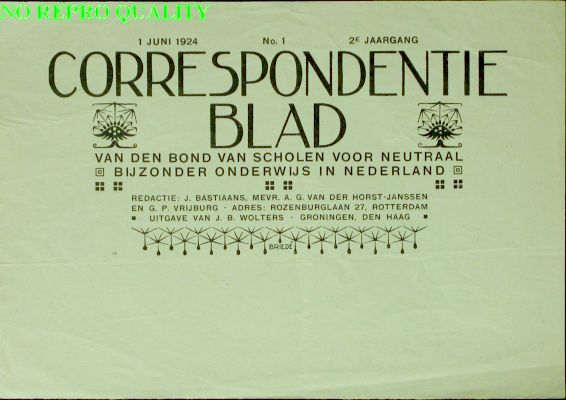 NO REPRO QUALITY
1 JUNI 1924 No. 1 2E JAARGANG
CORRESPONDENTIE
BLAD
VAN DEN BOND VAN SCHOLEN VOOR NEUTRAAL
BIJZONDER ONDERWIJS IN NEDERLAND
REDACTIE: J. BASTIAANS, MEVR. A. G. VAN DER HORST-JANSSEN
EN G. P. VRIJBURG · ADRES: ROZENBURGLAAN 27, ROTTERDAM
UITGAVE VAN J. B. WOLTERS · GRONINGEN, DEN HAAG
BRIEDÉ